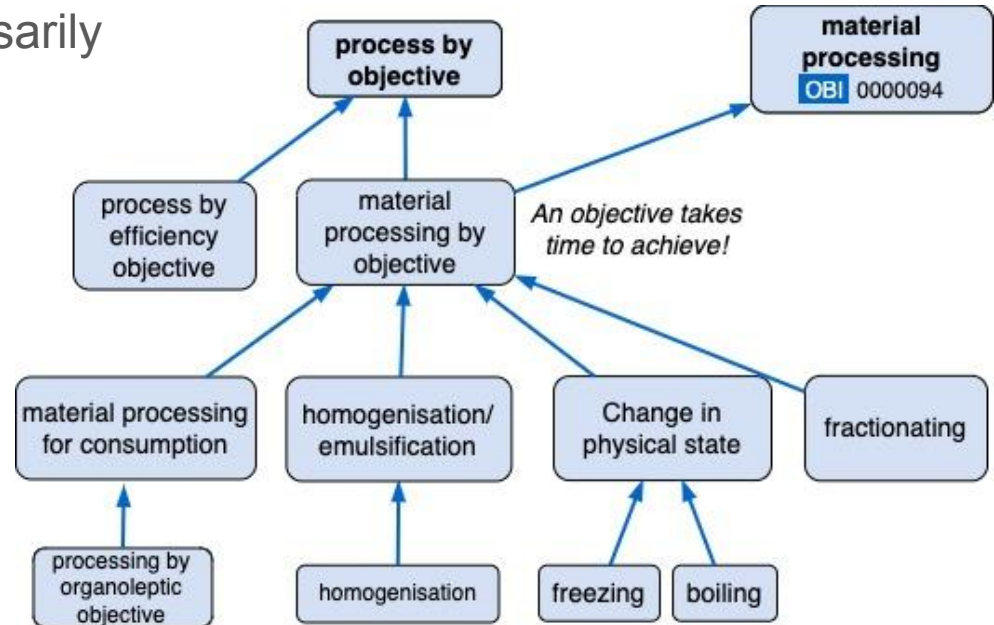 sarily
process by
objective
material
processing
OBI 0000094
process by
efficiency
objective
material
processing by
objective
An objective takes
time to achieve!
material processing
for consumption
homogenisation/
emulsification
Change in
physical state
fractionating
processing by
organoleptic
objective
homogenisation
freezing
boiling